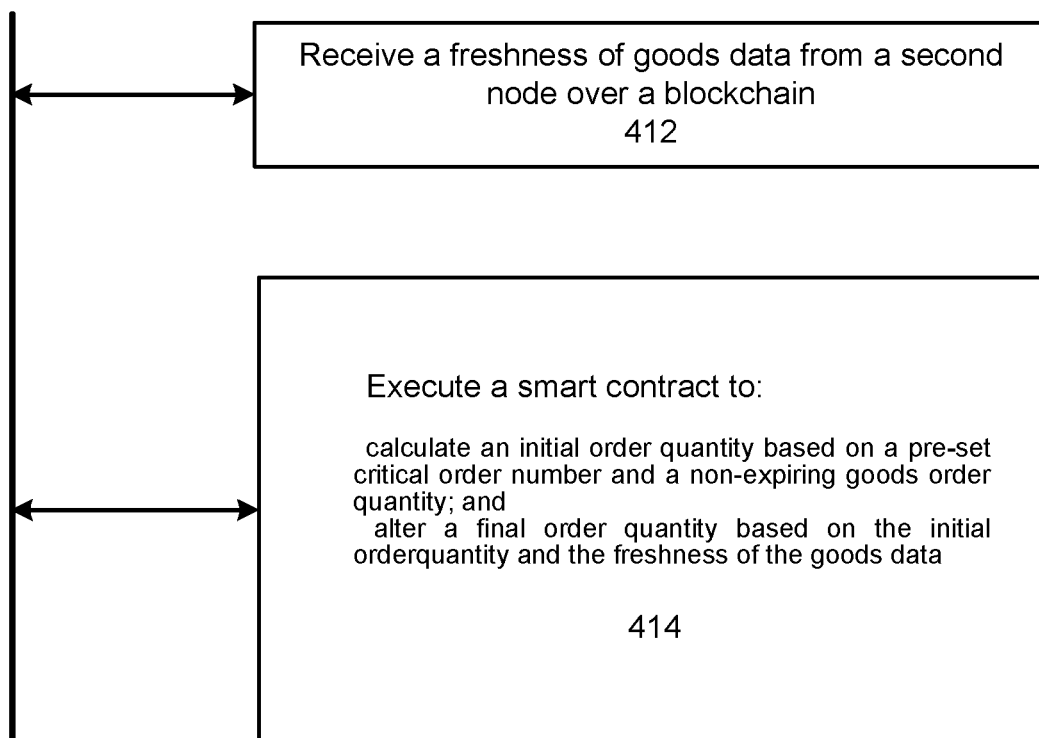 Receive a freshness of goods data from a second
node over a blockchain
412
Execute a smart contract to:
calculate an initial order quantity based on a pre-set
critical order number and a non-expiring goods order
quantity; and
alter a final order quantity based on the initial
orderquantity and the freshness of the goods data
414